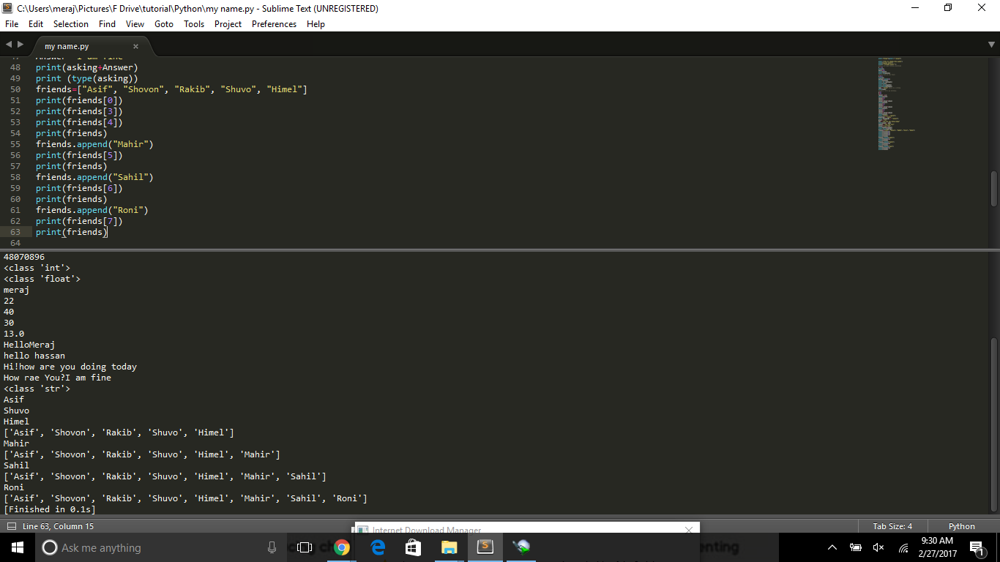 C:\Users\meraj\Pictures\F Drive\tutorial\Python\my name.py - Sublime Text (UNREGISTERED)
File Edit Selection Find View Goto Tools Project Preferences Help
my name.py
48 print(asking+Answer)
49 print (type(asking))
50 friends=["Asif", "Shovon", "Rakib", "Shuvo", "Himel"]
51 print(friends[0])
52 print(friends[3])
53 print(friends[4])
54 print(friends)
55 friends.append("Mahir")
56 print(friends[5])
57 print(friends)
58 friends.append("Sahil")
59 print(friends[6])
60 print(friends)
61 friends.append("Roni")
62 print(friends[7])
63 print(friends)
64
48070896
<class 'int'>
<class 'float'>
meraj
22
40
30
13.0
HelloMeraj
hello hassan
Hi!how are you doing today
How rae You?I am fine
<class 'str'>
Asif
Shuvo
Himel
['Asif', 'Shovon', 'Rakib', 'Shuvo', 'Himel']
Mahir
['Asif', 'Shovon', 'Rakib', 'Shuvo', 'Himel', 'Mahir']
Sahil
['Asif', 'Shovon', 'Rakib', 'Shuvo', 'Himel', 'Mahir', 'Sahil']
Roni
['Asif', 'Shovon', 'Rakib', 'Shuvo', 'Himel', 'Mahir', 'Sahil', 'Roni']
[Finished in 0.1s]
Line 63, Column 15 Tab Size: 4 Python
Internet Download Manager
Ask me anything
9:30 AM
2/27/2017
1